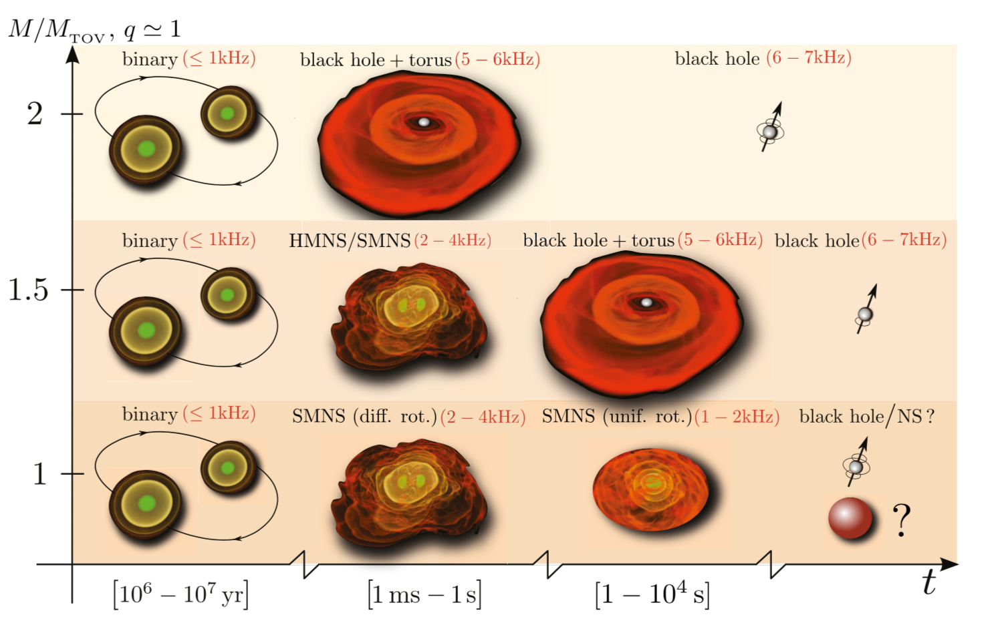 M/M_TOV, q ≃ 1
binary (≤ 1kHz)
black hole + torus (5 − 6kHz)
black hole (6 − 7kHz)
2
binary (≤ 1kHz)
HMNS/SMNS (2 − 4kHz)
black hole + torus (5 − 6kHz)
black hole (6 − 7kHz)
1.5
binary (≤ 1kHz)
SMNS (diff. rot.) (2 − 4kHz)
SMNS (unif. rot.) (1 − 2kHz)
black hole/NS ?
1
?
[10⁶ − 10⁷ yr]
[1 ms − 1 s]
[1 − 10⁴ s]
t